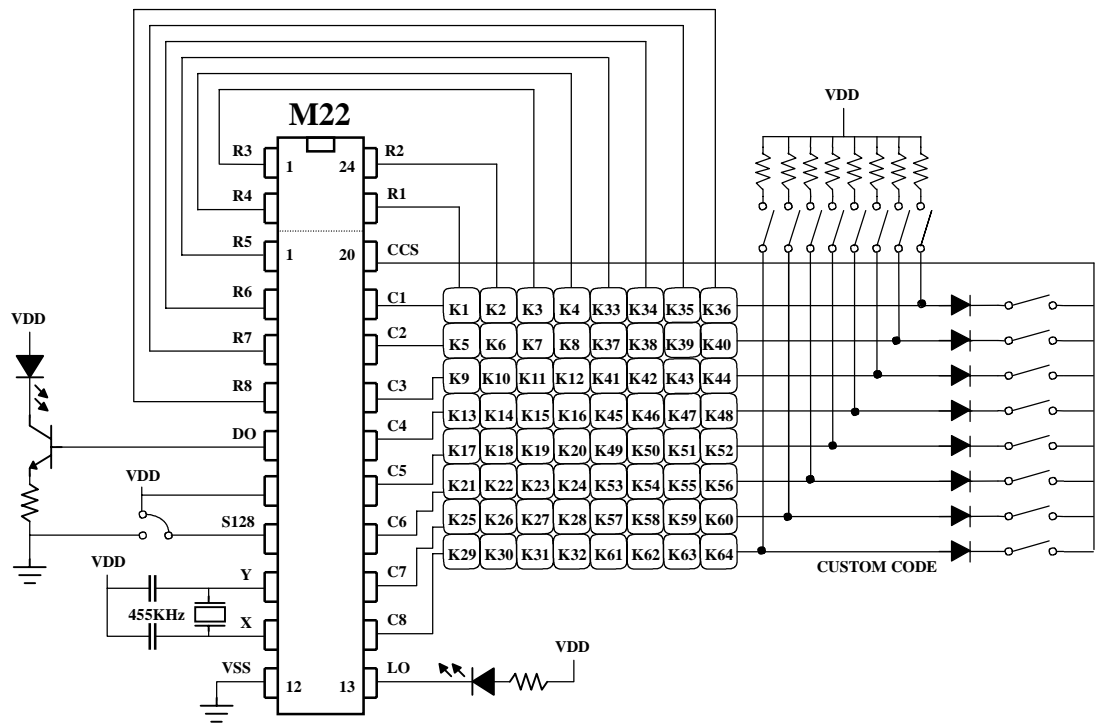 M22
VDD
R3 1 24 R2
R4 R1
R5 1 20 CCS
R6 C1 K1 K2 K3 K4 K33 K34 K35 K36
VDD
R7 C2 K5 K6 K7 K8 K37 K38 K39 K40
R8 C3 K9 K10 K11 K12 K41 K42 K43 K44
DO C4 K13 K14 K15 K16 K45 K46 K47 K48
VDD C5 K17 K18 K19 K20 K49 K50 K51 K52
S128 C6 K21 K22 K23 K24 K53 K54 K55 K56
K25 K26 K27 K28 K57 K58 K59 K60
VDD Y C7 K29 K30 K31 K32 K61 K62 K63 K64
CUSTOM CODE
455KHz
X C8
VSS 12 13 LO VDD